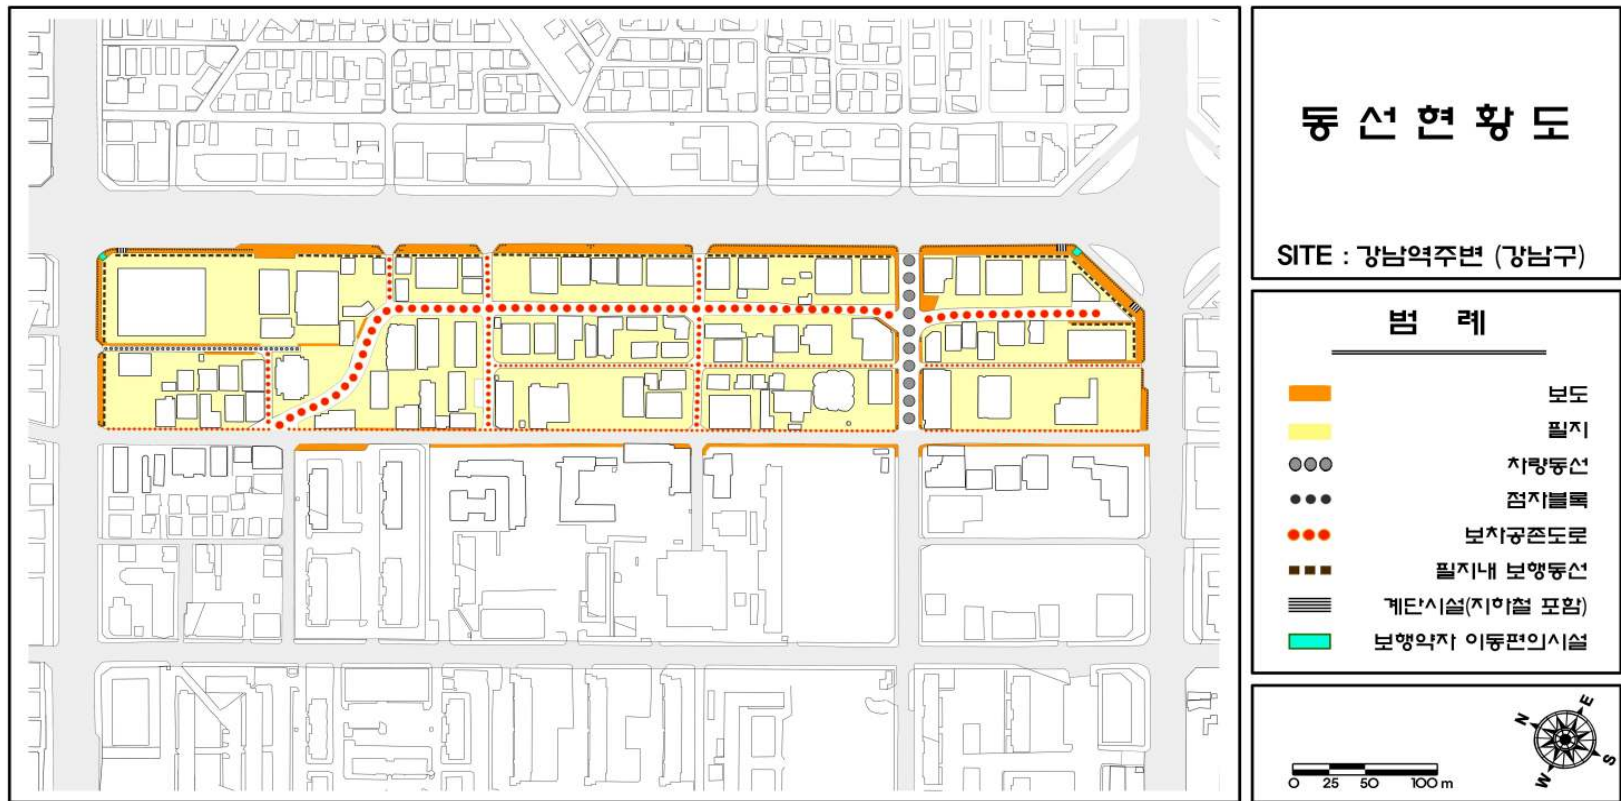 동선현황도
SITE : 강남역주변 (강남구)
범 례
보도
필지
차량동선
점자블록
보차공존도로
필지내 보행동선
계단시설(지하철 포함)
보행약자 이동편의시설
N
E
W
S
0 25 50 100 m